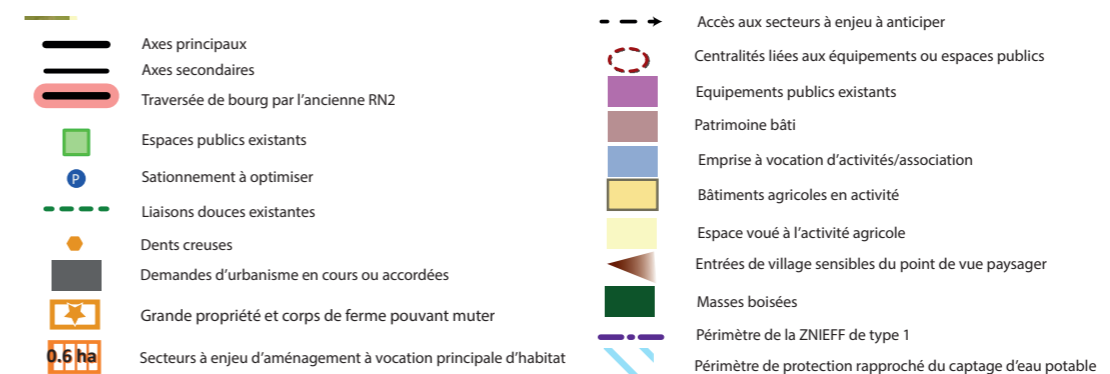 Axes principaux
Axes secondaires
Traversée de bourg par l'ancienne RN2
Espaces publics existants
P
Sationnement à optimiser
Liaisons douces existantes
Dents creuses
Demandes d'urbanisme en cours ou accordées
Grande propriété et corps de ferme pouvant muter
0.6 ha
Secteurs à enjeu d'aménagement à vocation principale d'habitat
Accès aux secteurs à enjeu à anticiper
Centralités liées aux équipements ou espaces publics
Equipements publics existants
Patrimoine bâti
Emprise à vocation d'activités/association
Bâtiments agricoles en activité
Espace voué à l'activité agricole
Entrées de village sensibles du point de vue paysager
Masses boisées
Périmètre de la ZNIEFF de type 1
Périmètre de protection rapproché du captage d'eau potable